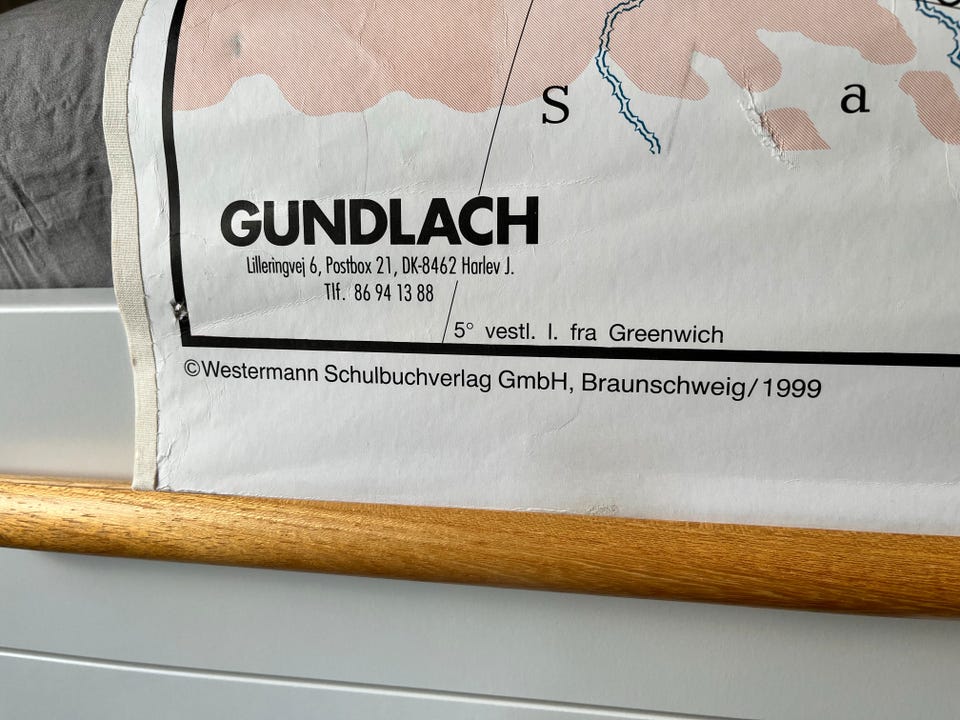 S a
GUNDLACH
Lilleringvej 6, Postbox 21, DK-8462 Harlev J.
Tlf. 86 94 13 88
5° vestl. l. fra Greenwich
©Westermann Schulbuchverlag GmbH, Braunschweig/1999